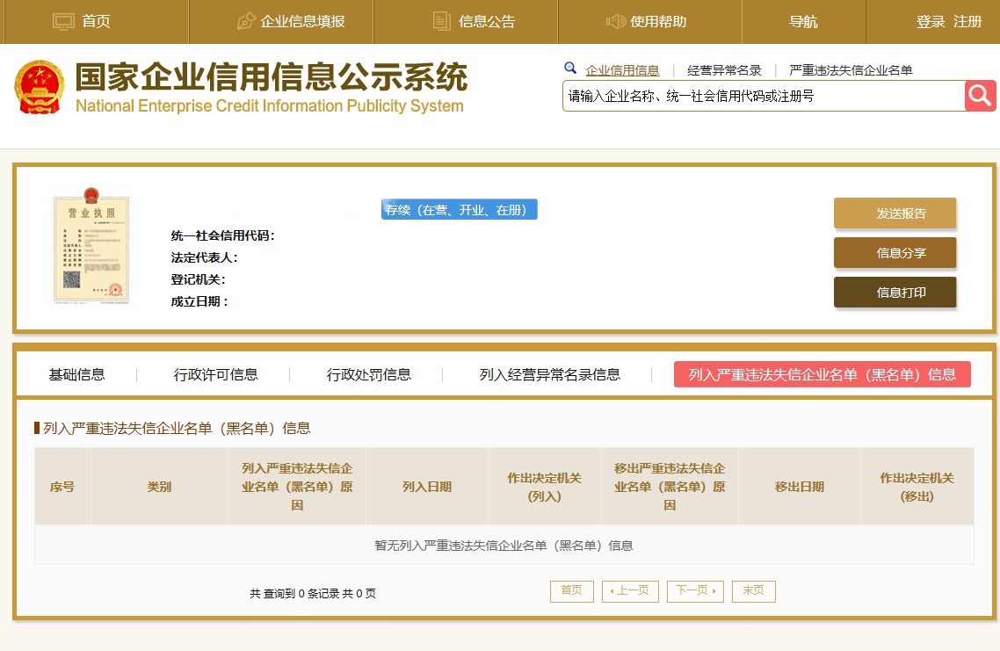 首页
企业信息填报
信息公告
使用帮助
导航
登录 注册
国家企业信用信息公示系统
National Enterprise Credit Information Publicity System
企业信用信息 | 经营异常名录 | 严重违法失信企业名单
请输入企业名称、统一社会信用代码或注册号
营业执照
存续（在营、开业、在册）
统一社会信用代码：
法定代表人：
登记机关：
成立日期：
发送报告
信息分享
信息打印
基础信息 | 行政许可信息 | 行政处罚信息 | 列入经营异常名录信息 | 列入严重违法失信企业名单（黑名单）信息
列入严重违法失信企业名单（黑名单）信息
序号
类别
列入严重违法失信企
业名单（黑名单）原
因
列入日期
作出决定机关
(列入)
移出严重违法失信企
业名单（黑名单）原
因
移出日期
作出决定机关
(移出)
暂无列入严重违法失信企业名单（黑名单）信息
共 查询到 0 条记录 共 0 页
首页
上一页
下一页
末页